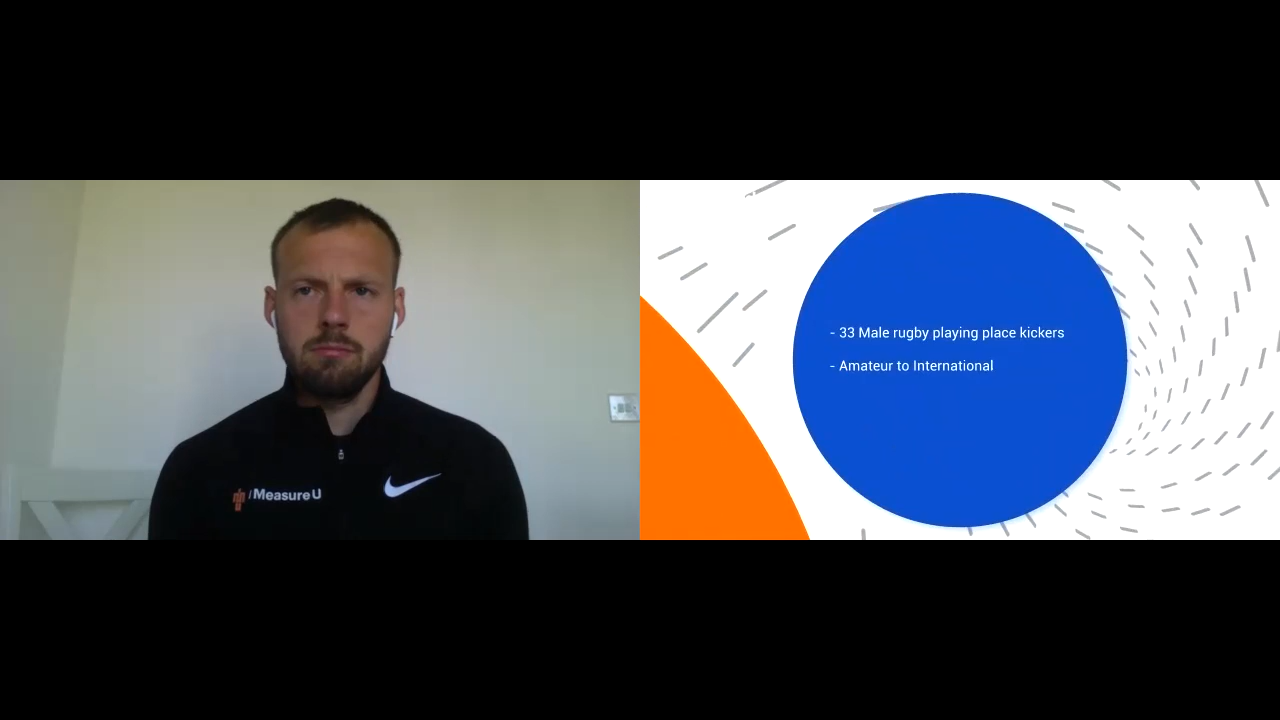 /MeasureU
- 33 Male rugby playing place kickers
- Amateur to International